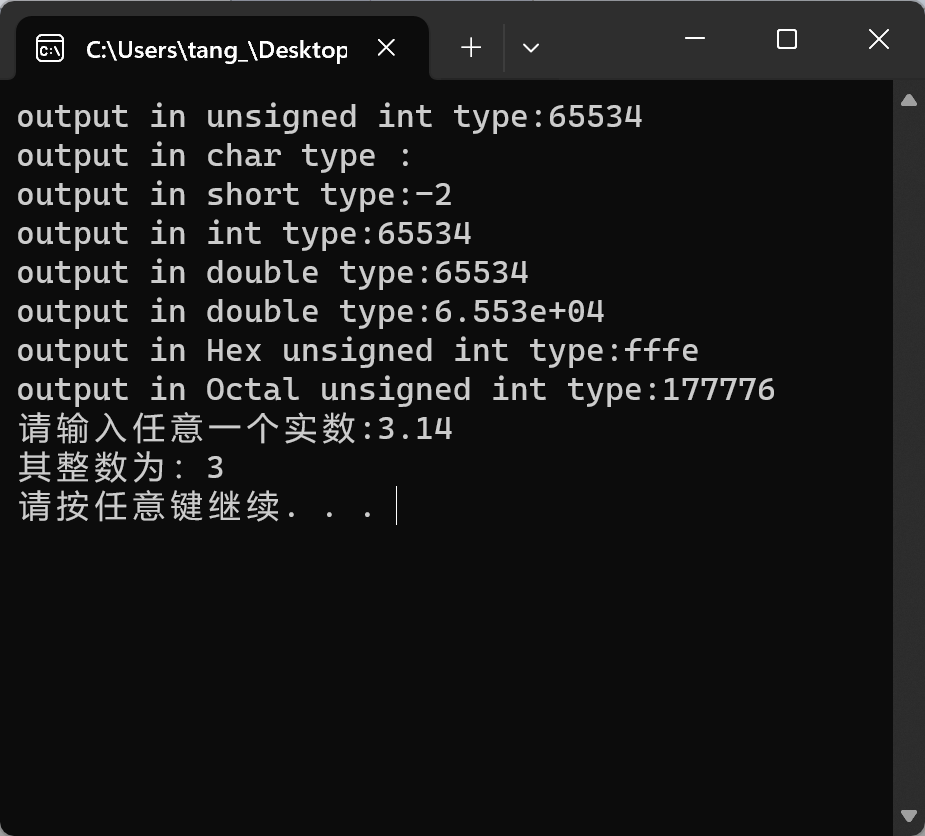 C:\Users\tang_\Desktop
output in unsigned int type:65534
output in char type :
output in short type:-2
output in int type:65534
output in double type:65534
output in double type:6.553e+04
output in Hex unsigned int type:fffe
output in Octal unsigned int type:177776
请输入任意一个实数:3.14
其整数为: 3
请按任意键继续. . .